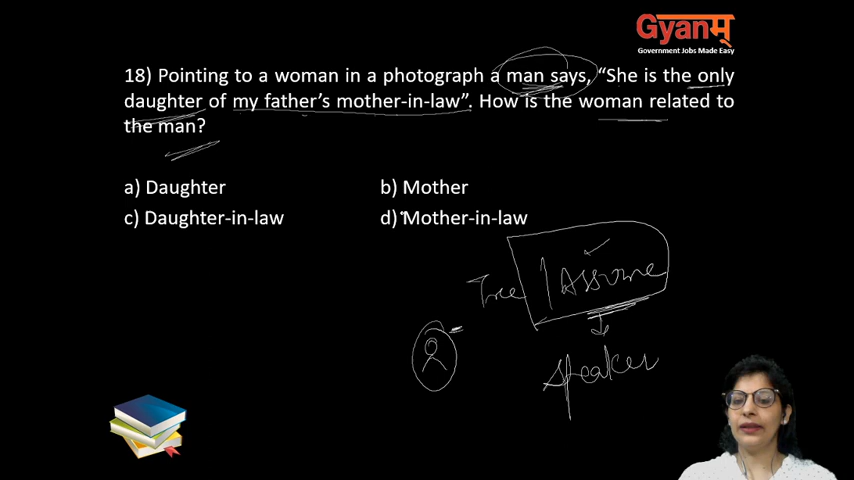 Gyanम्
Government Jobs Made Easy
18) Pointing to a woman in a photograph a man says, “She is the only
daughter of my father’s mother-in-law”. How is the woman related to
the man?
a) Daughter b) Mother
c) Daughter-in-law d) Mother-in-law
Tree | Assume
Speaker